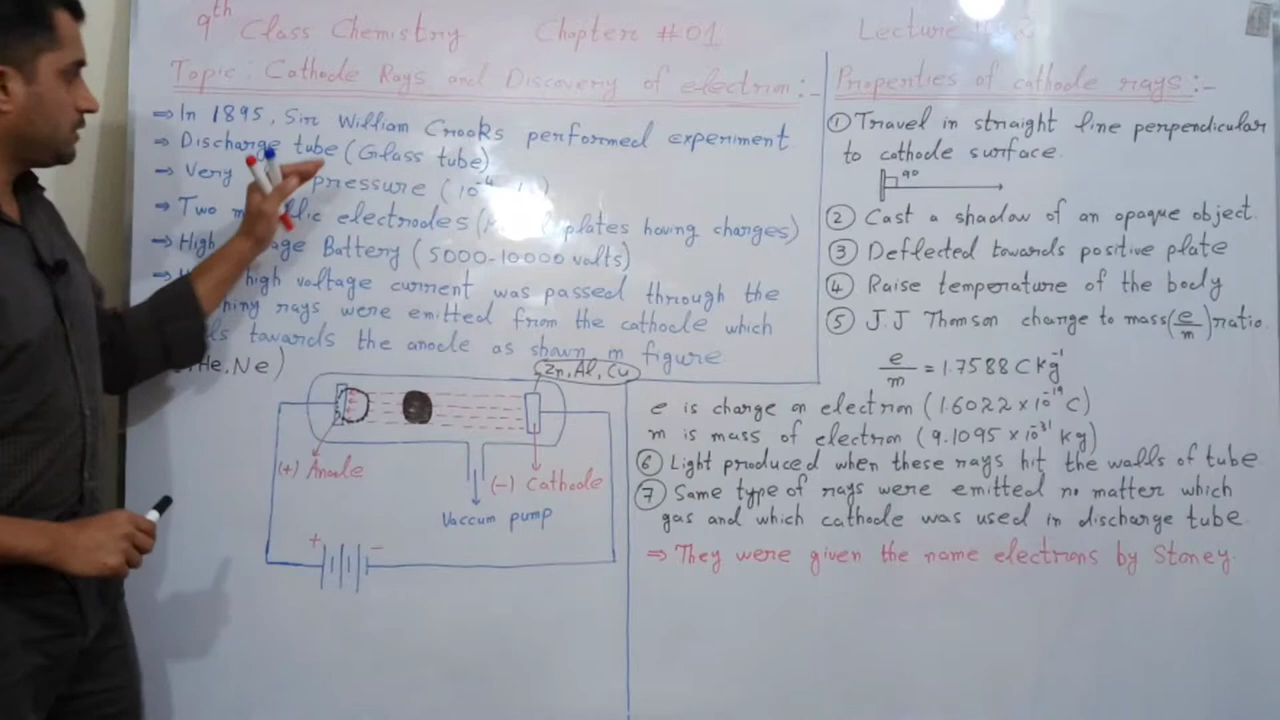 9th Class Chemistry Chapter #01 Lecture
Topic: Cathode Rays and Discovery of electron:-
⇒ In 1895, Sir William Crooks performed experiment
⇒ Discharge tube (Glass tube)
⇒ Very pressure (10⁻⁴
⇒ Two electrodes ( plates having charges)
⇒ High Battery (5000-10000 volts)
high voltage current was passed through the
rays were emitted from the cathode which
towards the anode as shown in figure
He, Ne)
Zn, Al, Cu
(+) Anode
(-) Cathode
Vaccum pump
+ -
Properties of cathode rays:-
① Travel in straight line perpendicular
to cathode surface.
90
② Cast a shadow of an opaque object.
③ Deflected towards positive plate
④ Raise temperature of the body
⑤ J.J Thomson change to mass (e/m) ratio.
e/m = 1.7588 C kg⁻¹
e is charge on electron (1.6022 × 10⁻¹⁹ C)
m is mass of electron (9.1095 × 10⁻³¹ kg)
⑥ Light produced when these rays hit the walls of tube
⑦ Same type of rays were emitted no matter which
gas and which cathode was used in discharge tube.
⇒ They were given the name electrons by Stoney.